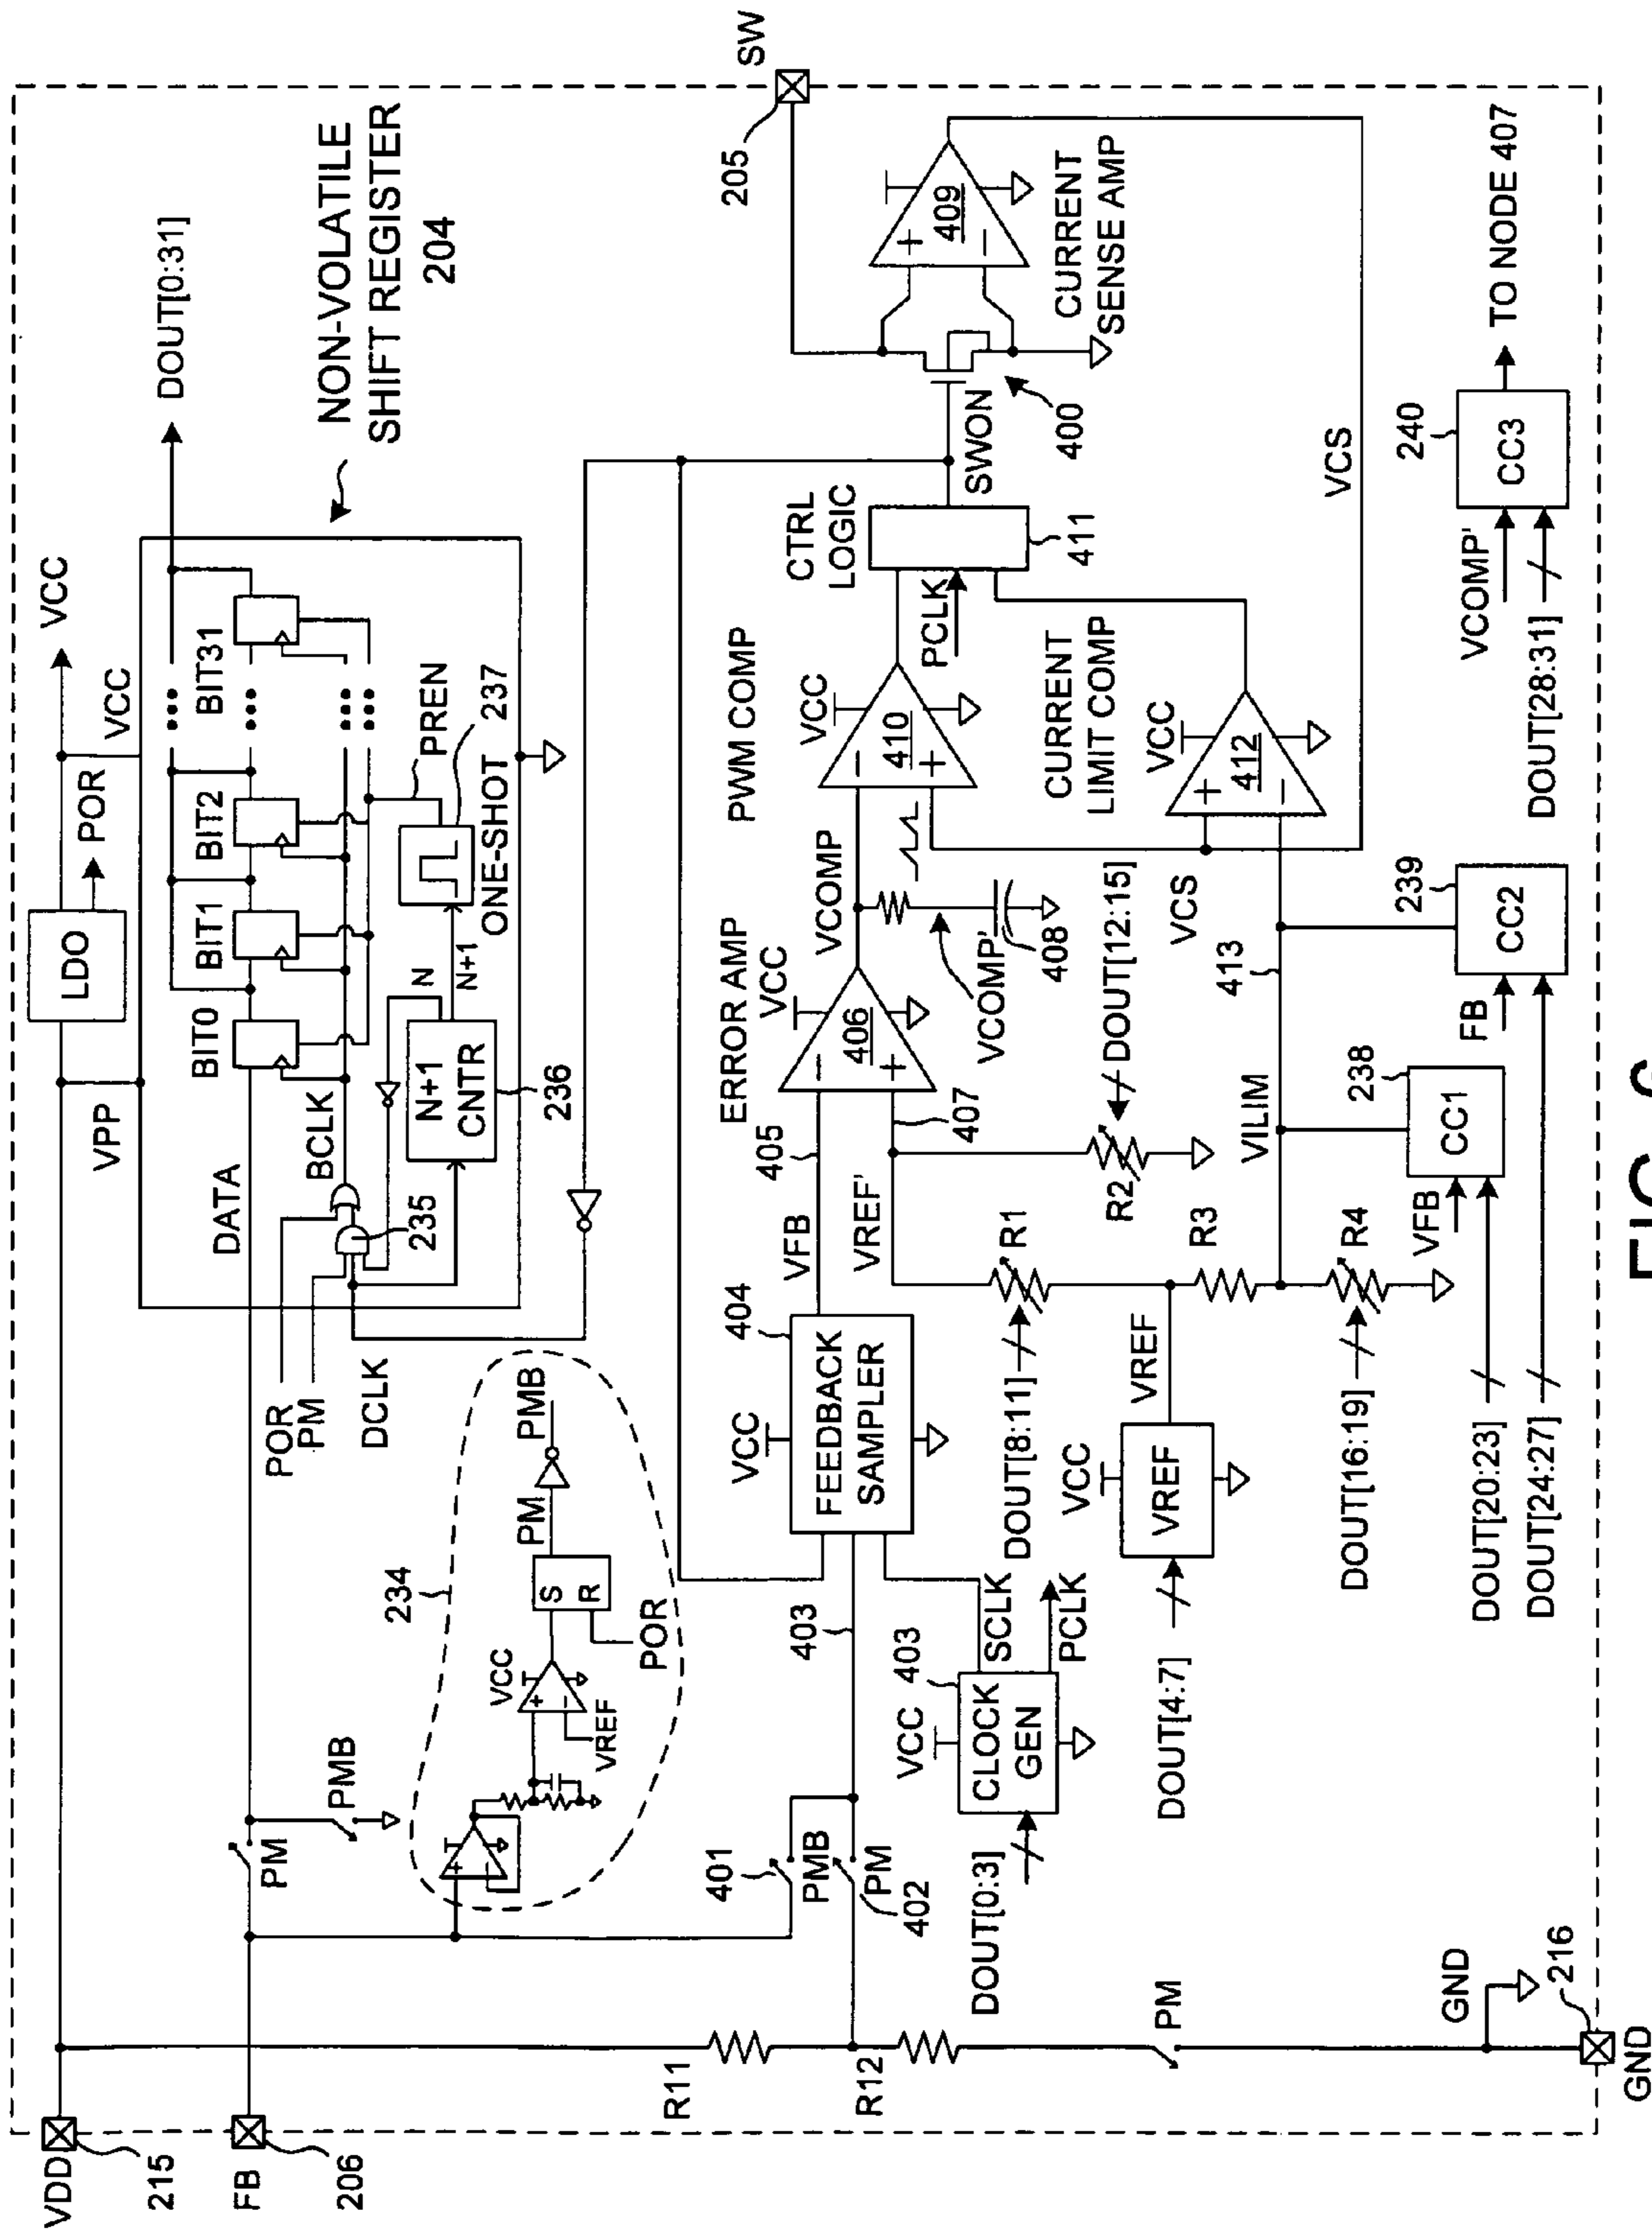 VDD
215
FB
206
VPP
LDO
POR
VCC
VCC
DOUT[0:31]
NON-VOLATILE
SHIFT REGISTER
204
DATA
BIT0
BIT1
BIT2
BIT31
BCLK
235
N+1
CNTR
236
N
N+1
ONE-SHOT
237
PREN
POR
PM
DCLK
PM
PMB
234
VCC
VREF
S
R
POR
PM
PMB
401
PMB
PM
402
R11
R12
PM
GND
216
GND
403
VCC
FEEDBACK
SAMPLER
404
VFB
405
VREF'
407
ERROR AMP
VCC
406
VCOMP
VCOMP'
408
PWM COMP
VCC
410
CTRL
LOGIC
PCLK
411
SWON
400
205
SW
409
CURRENT
SENSE AMP
VCS
CURRENT
LIMIT COMP
VCC
412
VCS
413
VILIM
DOUT[0:3]
VCC
CLOCK
GEN
403
SCLK
PCLK
DOUT[4:7]
VCC
VREF
VREF
DOUT[8:11]
R1
R2
DOUT[12:15]
R3
R4
DOUT[16:19]
DOUT[20:23]
DOUT[24:27]
VFB
CC1
238
FB
CC2
239
VCOMP'
DOUT[28:31]
CC3
240
TO NODE 407